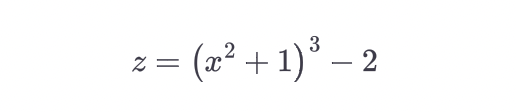 z = (x² + 1)³ − 2